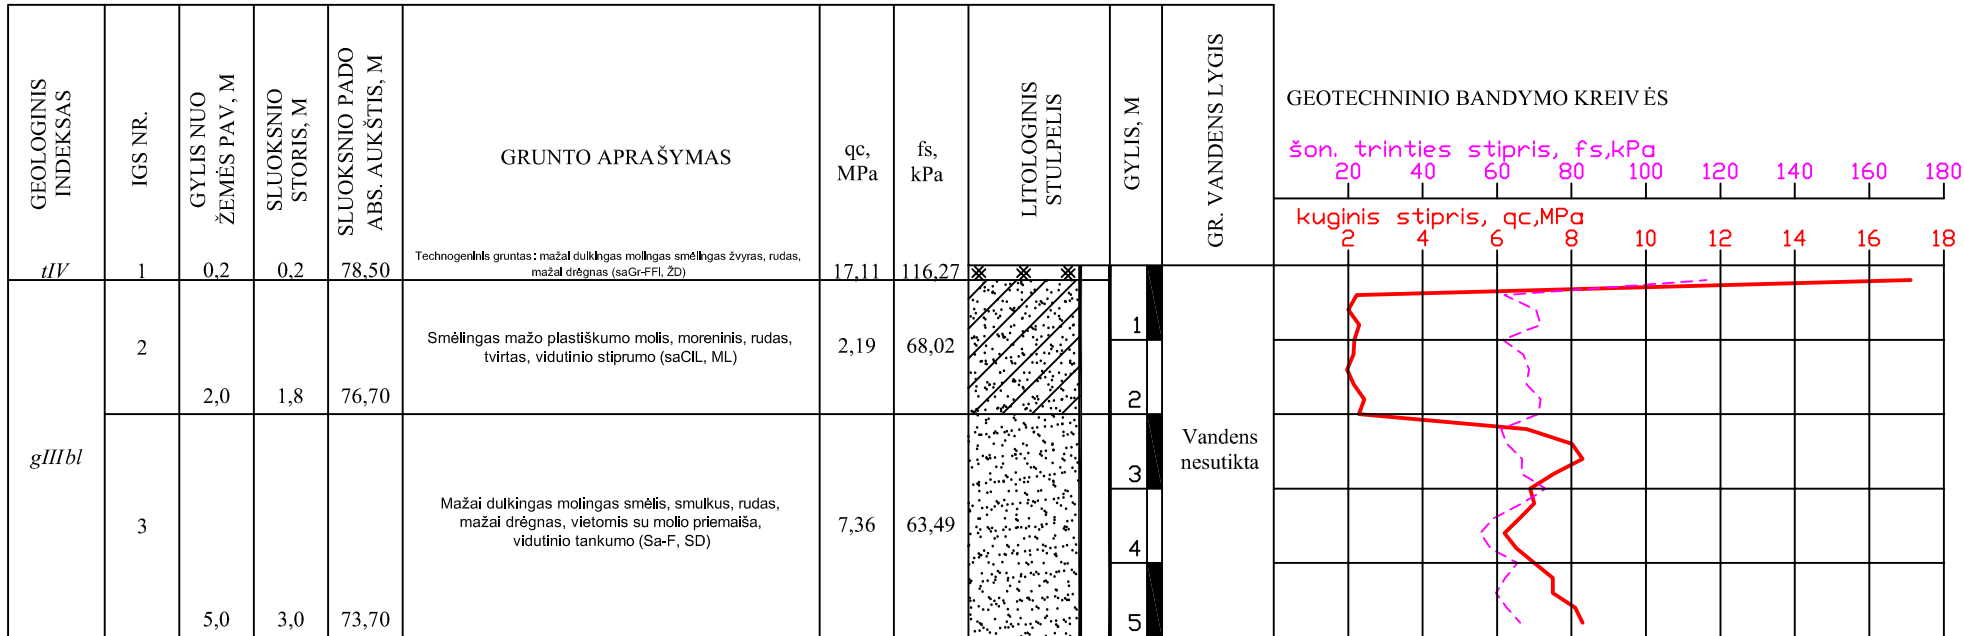 GEOLOGINIS
INDEKSAS
IGS NR.
GYLIS NUO
ŽEMĖS PAV, M
SLUOKSNIO
STORIS, M
SLUOKSNIO PADO
ABS. AUKŠTIS, M
GRUNTO APRAŠYMAS
qc,
MPa
fs,
kPa
LITOLOGINIS
STULPELIS
GYLIS, M
GR. VANDENS LYGIS
GEOTECHNINIO BANDYMO KREIVĖS
šon. trinties stipris, fs,kPa
20 40 60 80 100 120 140 160 180
kuginis stipris, qc,MPa
2 4 6 8 10 12 14 16 18
tIV
1
0,2
0,2
78,50
Technogeninis gruntas: mažai dulkingas molingas smėlingas žvyras, rudas,
mažai drėgnas (saGr-FFl, ŽD)
17,11
116,27
2
2,0
1,8
76,70
Smėlingas mažo plastiškumo molis, moreninis, rudas,
tvirtas, vidutinio stiprumo (saClL, ML)
2,19
68,02
gIIIbl
3
5,0
3,0
73,70
Mažai dulkingas molingas smėlis, smulkus, rudas,
mažai drėgnas, vietomis su molio priemaiša,
vidutinio tankumo (Sa-F, SD)
7,36
63,49
1
2
3
4
5
Vandens
nesutikta